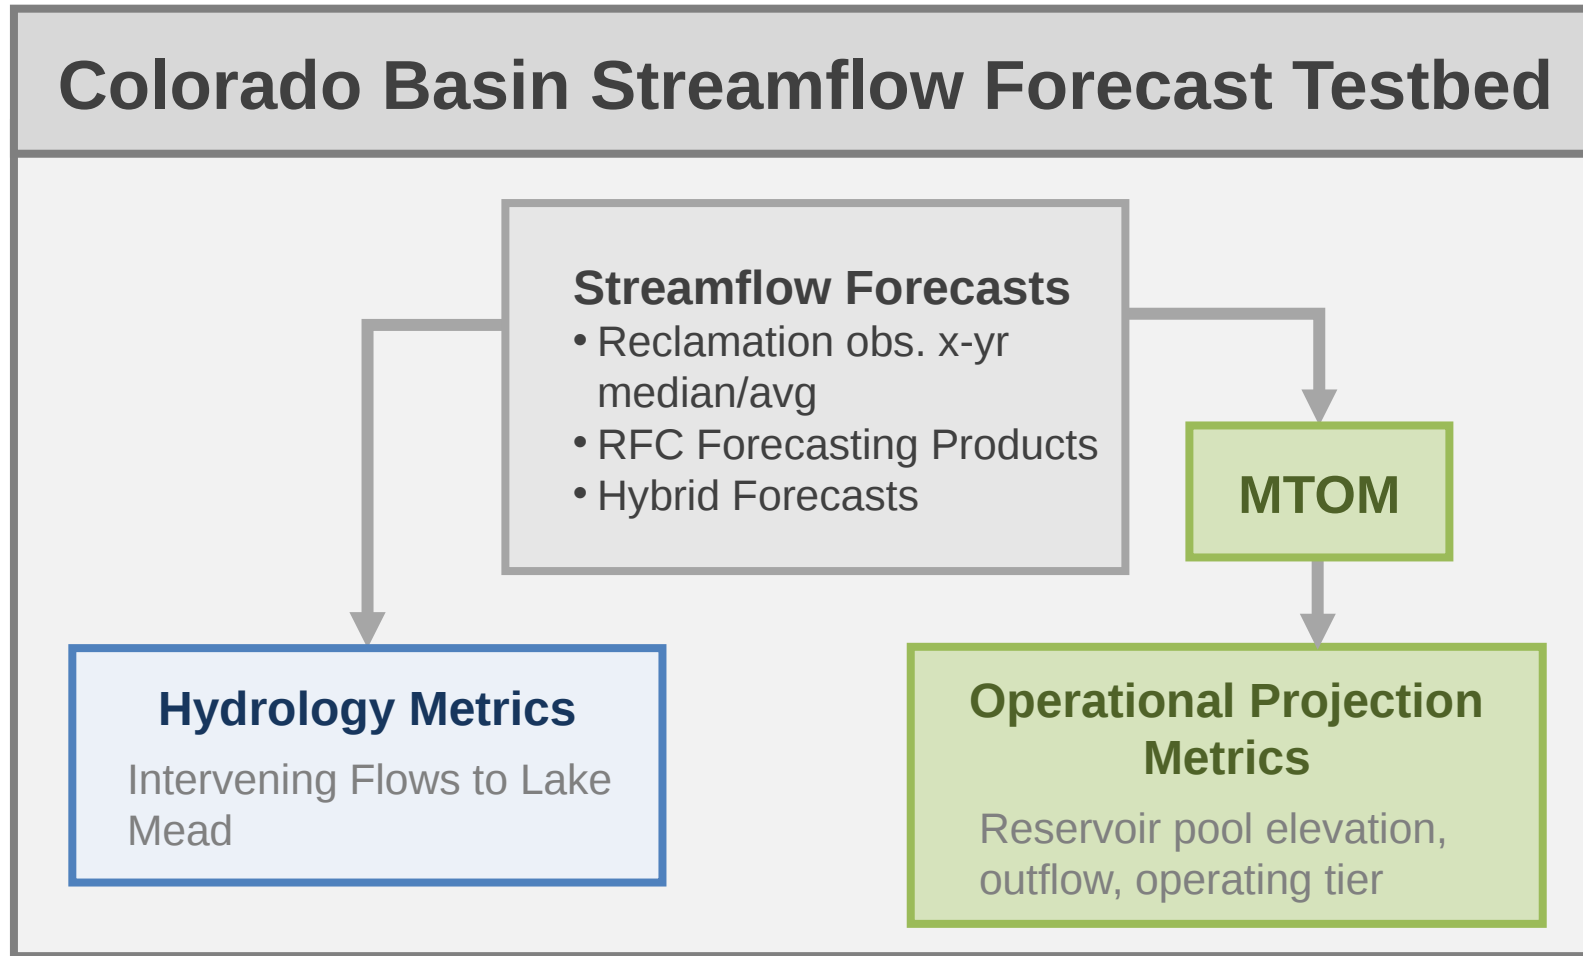 Colorado Basin Streamflow Forecast Testbed
Streamflow Forecasts
• Reclamation obs. x-yr
median/avg
• RFC Forecasting Products
• Hybrid Forecasts
MTOM
Hydrology Metrics
Intervening Flows to Lake
Mead
Operational Projection
Metrics
Reservoir pool elevation,
outflow, operating tier